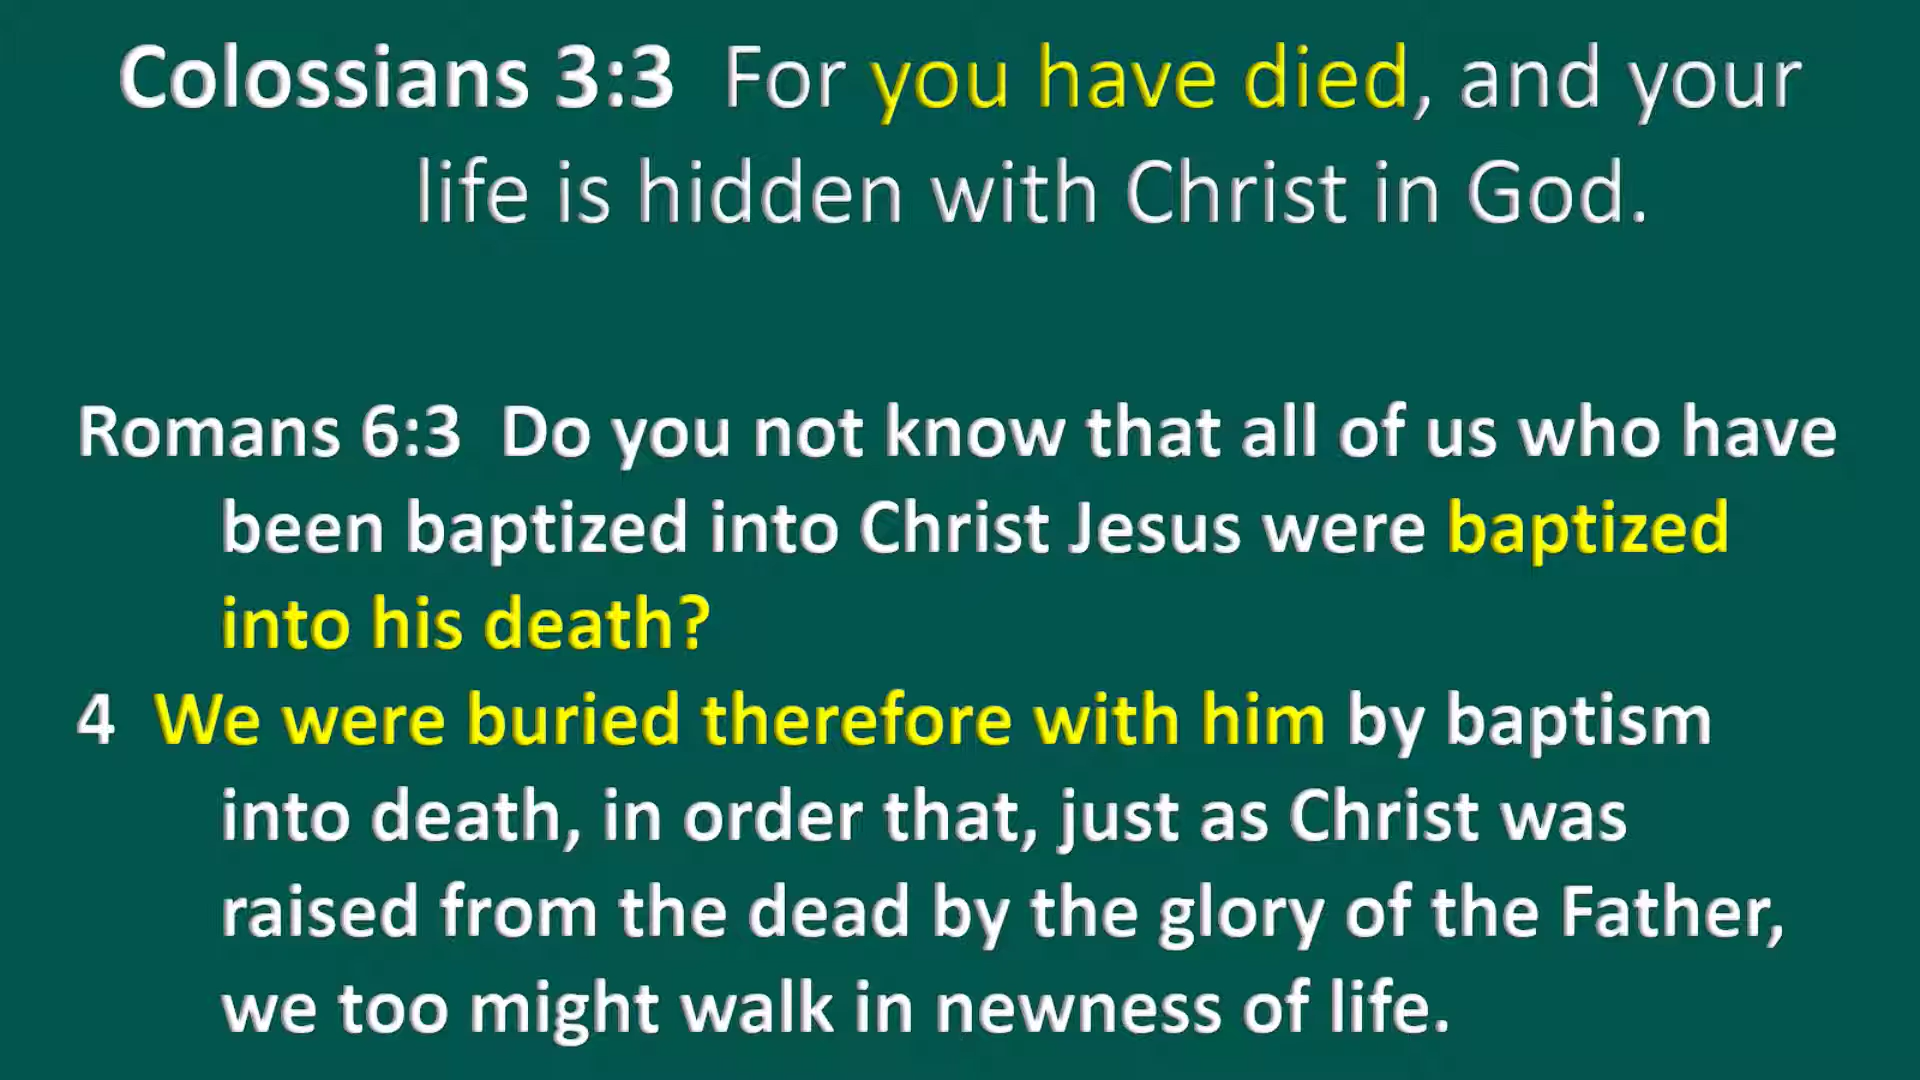 Colossians 3:3 For you have died, and your
life is hidden with Christ in God.
Romans 6:3 Do you not know that all of us who have
been baptized into Christ Jesus were baptized
into his death?
4 We were buried therefore with him by baptism
into death, in order that, just as Christ was
raised from the dead by the glory of the Father,
we too might walk in newness of life.